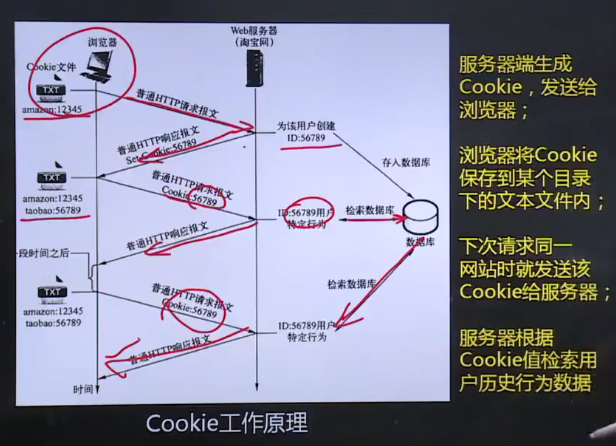 Web服务器
(淘宝网)
浏览器
Cookie文件
TXT
amazon:12345
普通HTTP请求报文
为该用户创建
ID:56789
普通HTTP响应报文
Set-Cookie:56789
存入数据库
TXT
amazon:12345
taobao:56789
普通HTTP请求报文
Cookie:56789
ID:56789用户
特定行为
检索数据库
数据库
普通HTTP响应报文
一段时间之后
检索数据库
TXT
amazon:12345
taobao:56789
普通HTTP请求报文
Cookie:56789
ID:56789用户
特定行为
普通HTTP响应报文
时间
Cookie工作原理
服务器端生成
Cookie，发送给
浏览器；
浏览器将Cookie
保存到某个目录
下的文本文件内；
下次请求同一
网站时就发送该
Cookie给服务器；
服务器根据
Cookie值检索用
户历史行为数据